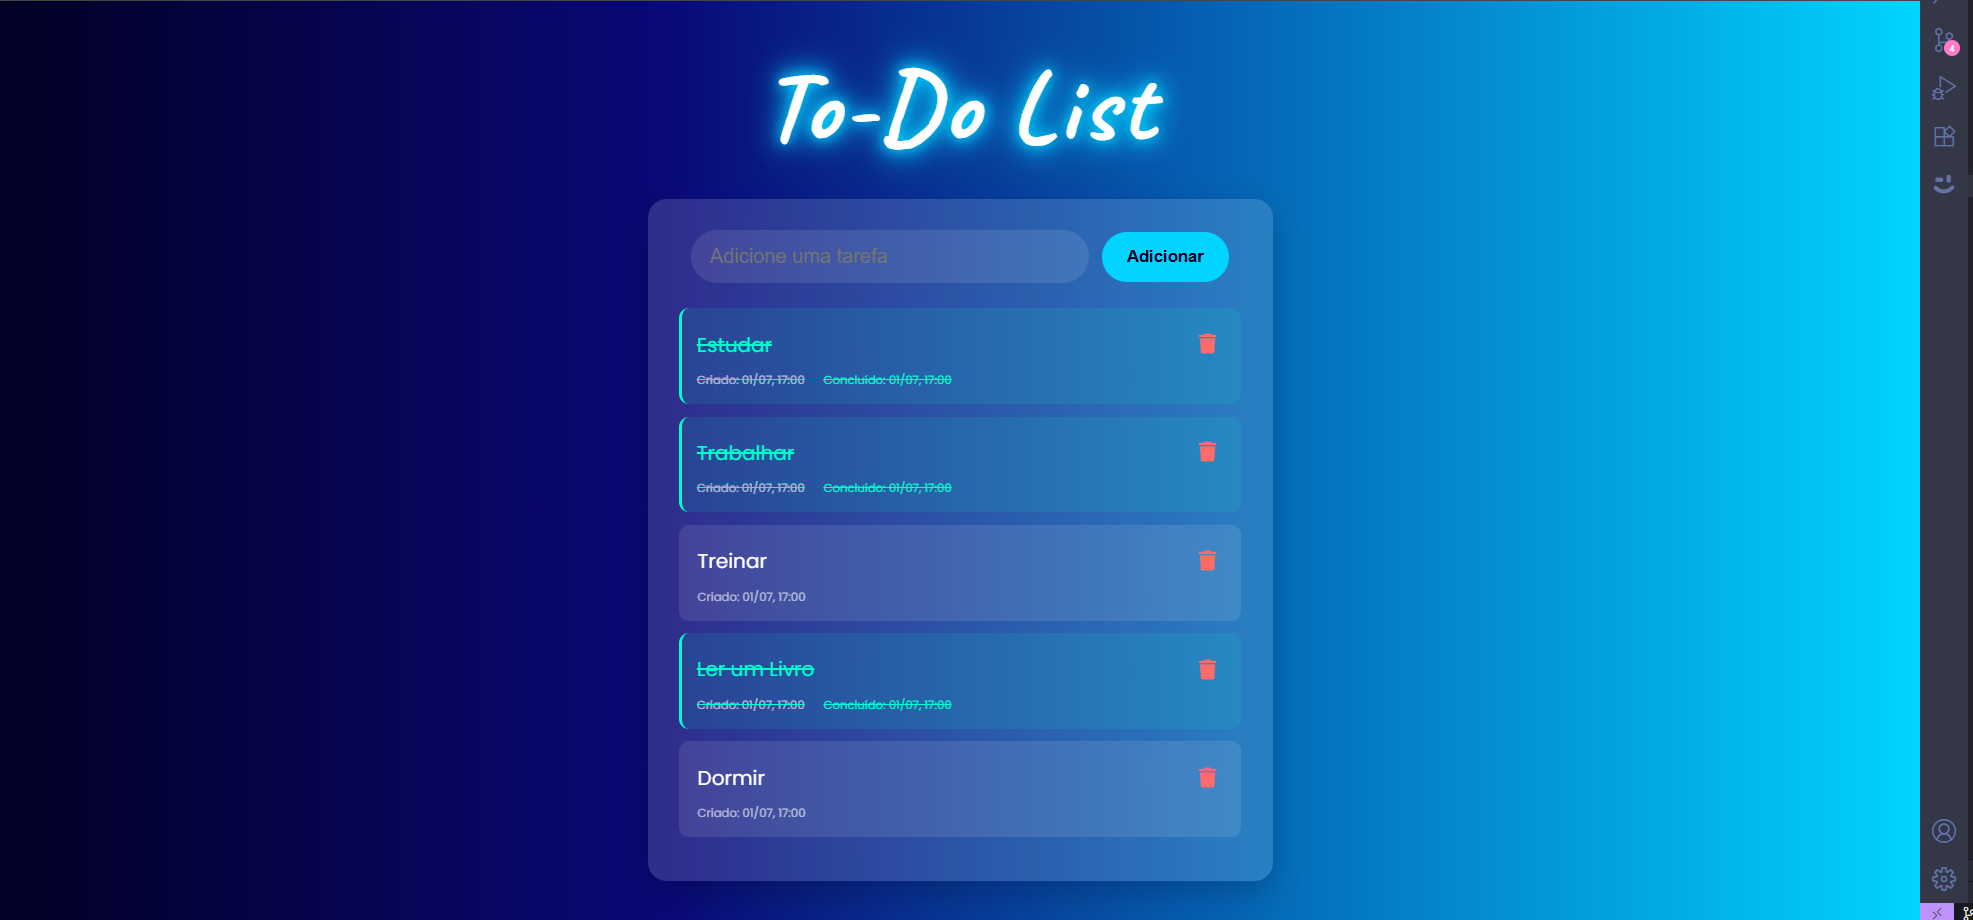 To-Do List
Adicione uma tarefa
Adicionar
Estudar
Criado: 01/07, 17:00 Concluído: 01/07, 17:00
Trabalhar
Criado: 01/07, 17:00 Concluído: 01/07, 17:00
Treinar
Criado: 01/07, 17:00
Ler um Livro
Criado: 01/07, 17:00 Concluído: 01/07, 17:00
Dormir
Criado: 01/07, 17:00
4